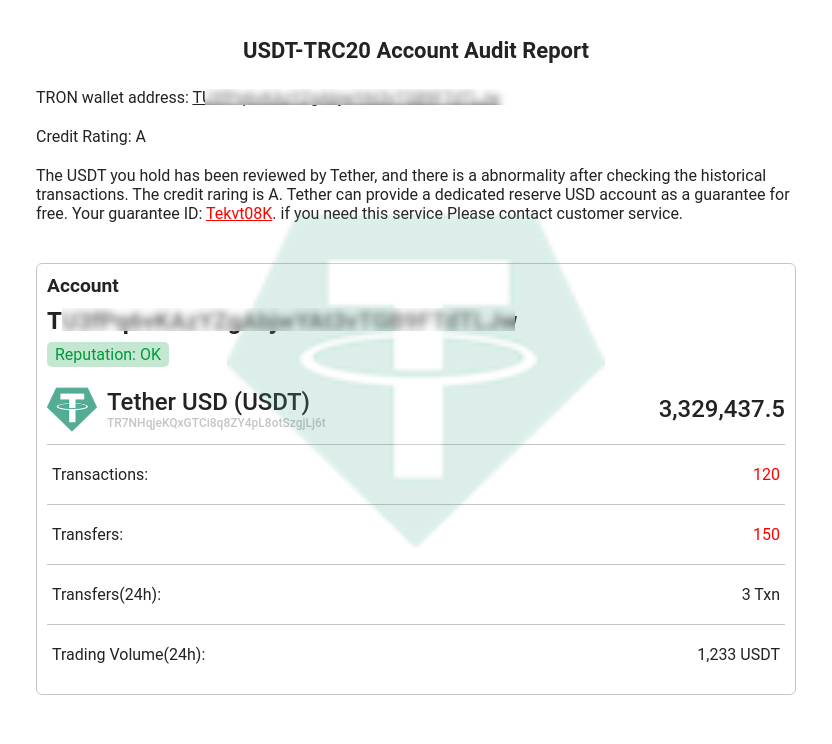 USDT-TRC20 Account Audit Report
TRON wallet address:
Credit Rating: A
The USDT you hold has been reviewed by Tether, and there is a abnormality after checking the historical
transactions. The credit raring is A. Tether can provide a dedicated reserve USD account as a guarantee for
free. Your guarantee ID: Tekvt08K. if you need this service Please contact customer service.
Account
Reputation: OK
Tether USD (USDT)
3,329,437.5
TR7NHqjeKQxGTCi8q8ZY4pL8otSzgjLj6t
Transactions: 120
Transfers: 150
Transfers(24h): 3 Txn
Trading Volume(24h): 1,233 USDT